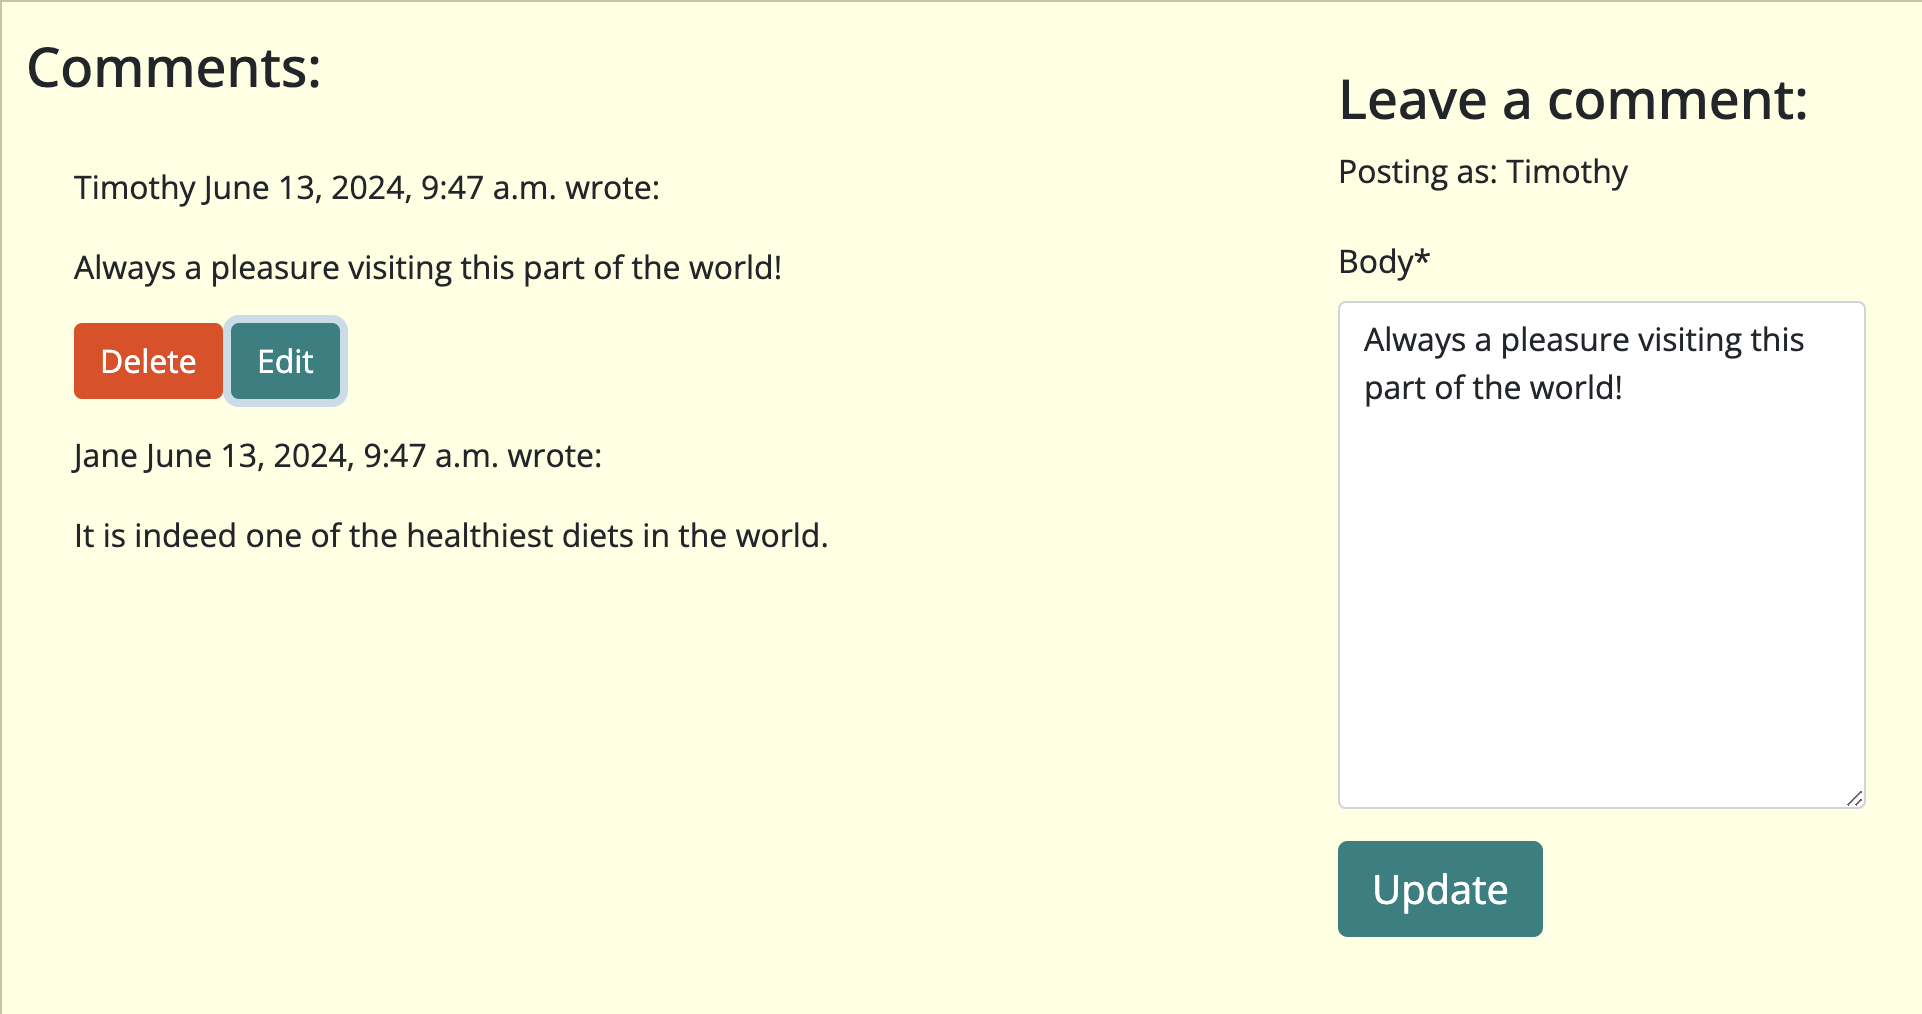 Comments:
Timothy June 13, 2024, 9:47 a.m. wrote:
Always a pleasure visiting this part of the world!
Delete Edit
Jane June 13, 2024, 9:47 a.m. wrote:
It is indeed one of the healthiest diets in the world.
Leave a comment:
Posting as: Timothy
Body*
Always a pleasure visiting this
part of the world!
Update